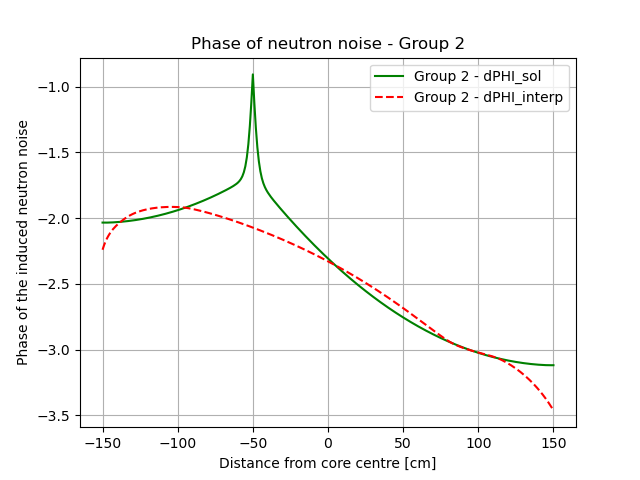 Phase of neutron noise - Group 2
Group 2 - dPHI_sol
Group 2 - dPHI_interp
Phase of the induced neutron noise
−1.0
−1.5
−2.0
−2.5
−3.0
−3.5
−150
−100
−50
0
50
100
150
Distance from core centre [cm]